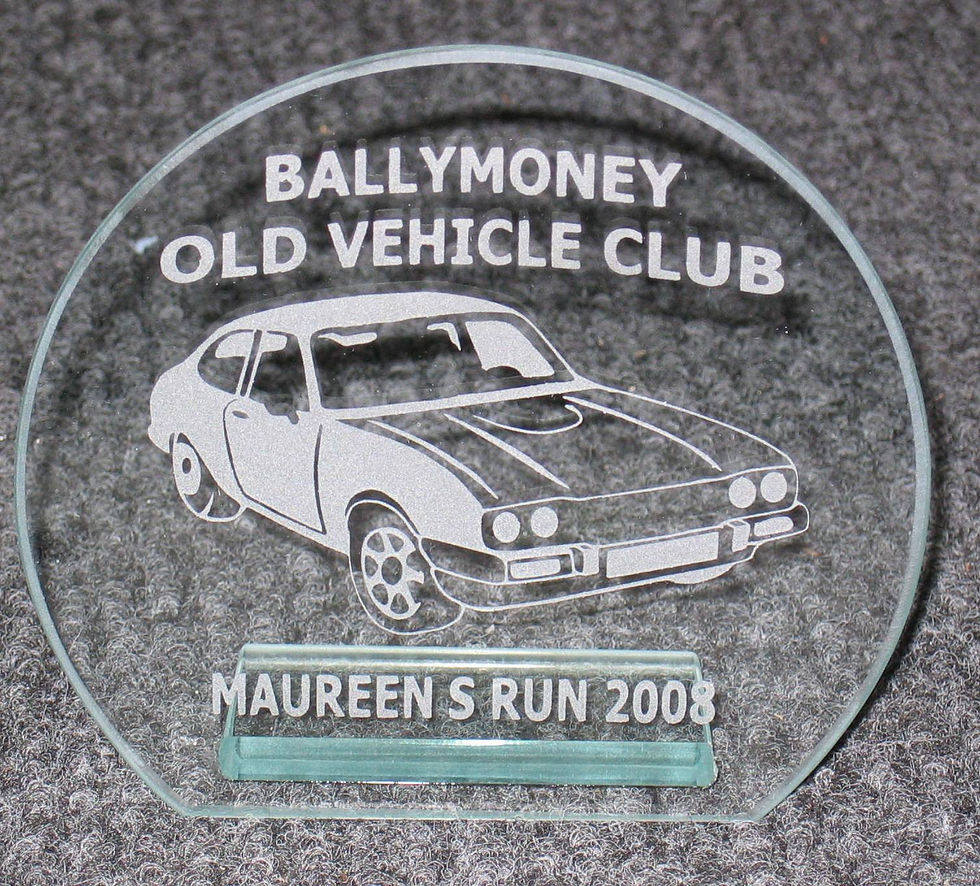 BALLYMONEY
OLD VEHICLE CLUB
MAUREEN S RUN 2008